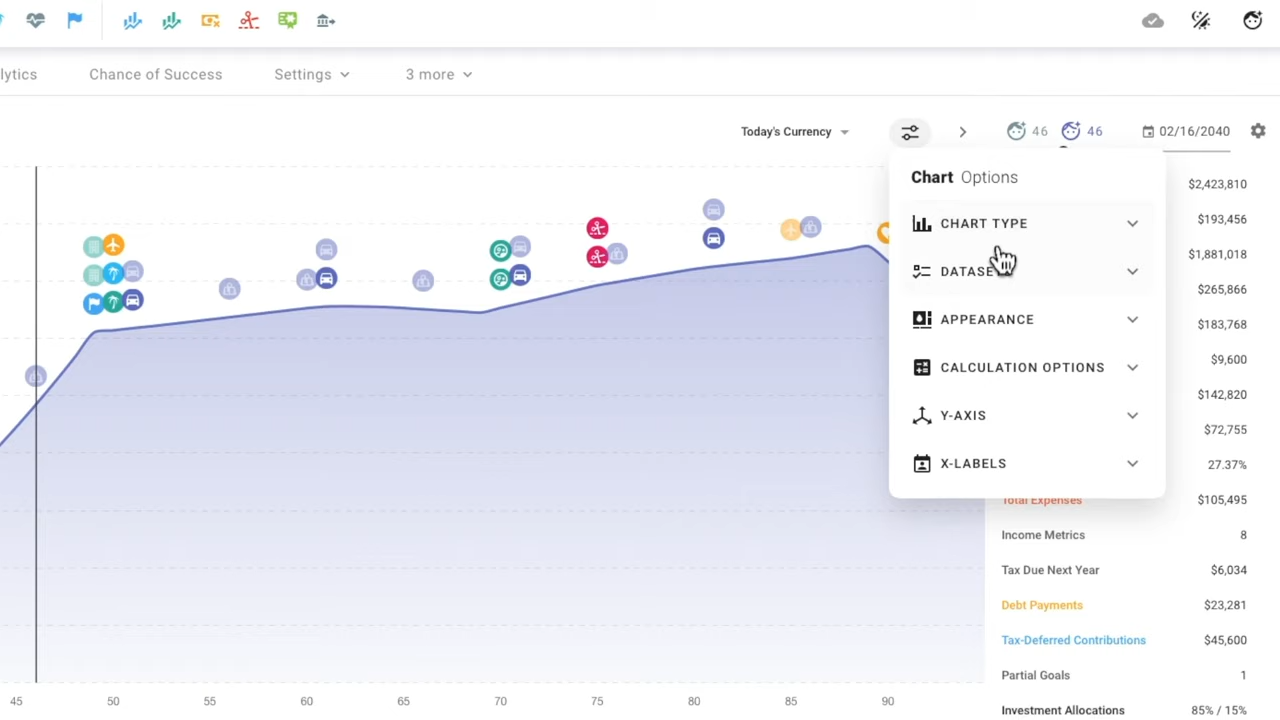 lytics Chance of Success Settings 3 more
Today's Currency 46 46 02/16/2040
Chart Options
CHART TYPE
APPEARANCE
CALCULATION OPTIONS
Y-AXIS
X-LABELS
$2,423,810
$193,456
$1,881,018
$265,866
$183,768
$9,600
$142,820
$72,755
27.37%
Total Expenses $105,495
Income Metrics 8
Tax Due Next Year $6,034
Debt Payments $23,281
Tax-Deferred Contributions $45,600
Partial Goals 1
Investment Allocations 85% / 15%
45 50 55 60 65 70 75 80 85 90